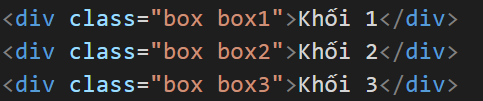 <div class="box box1">Khối 1</div>
<div class="box box2">Khối 2</div>
<div class="box box3">Khối 3</div>